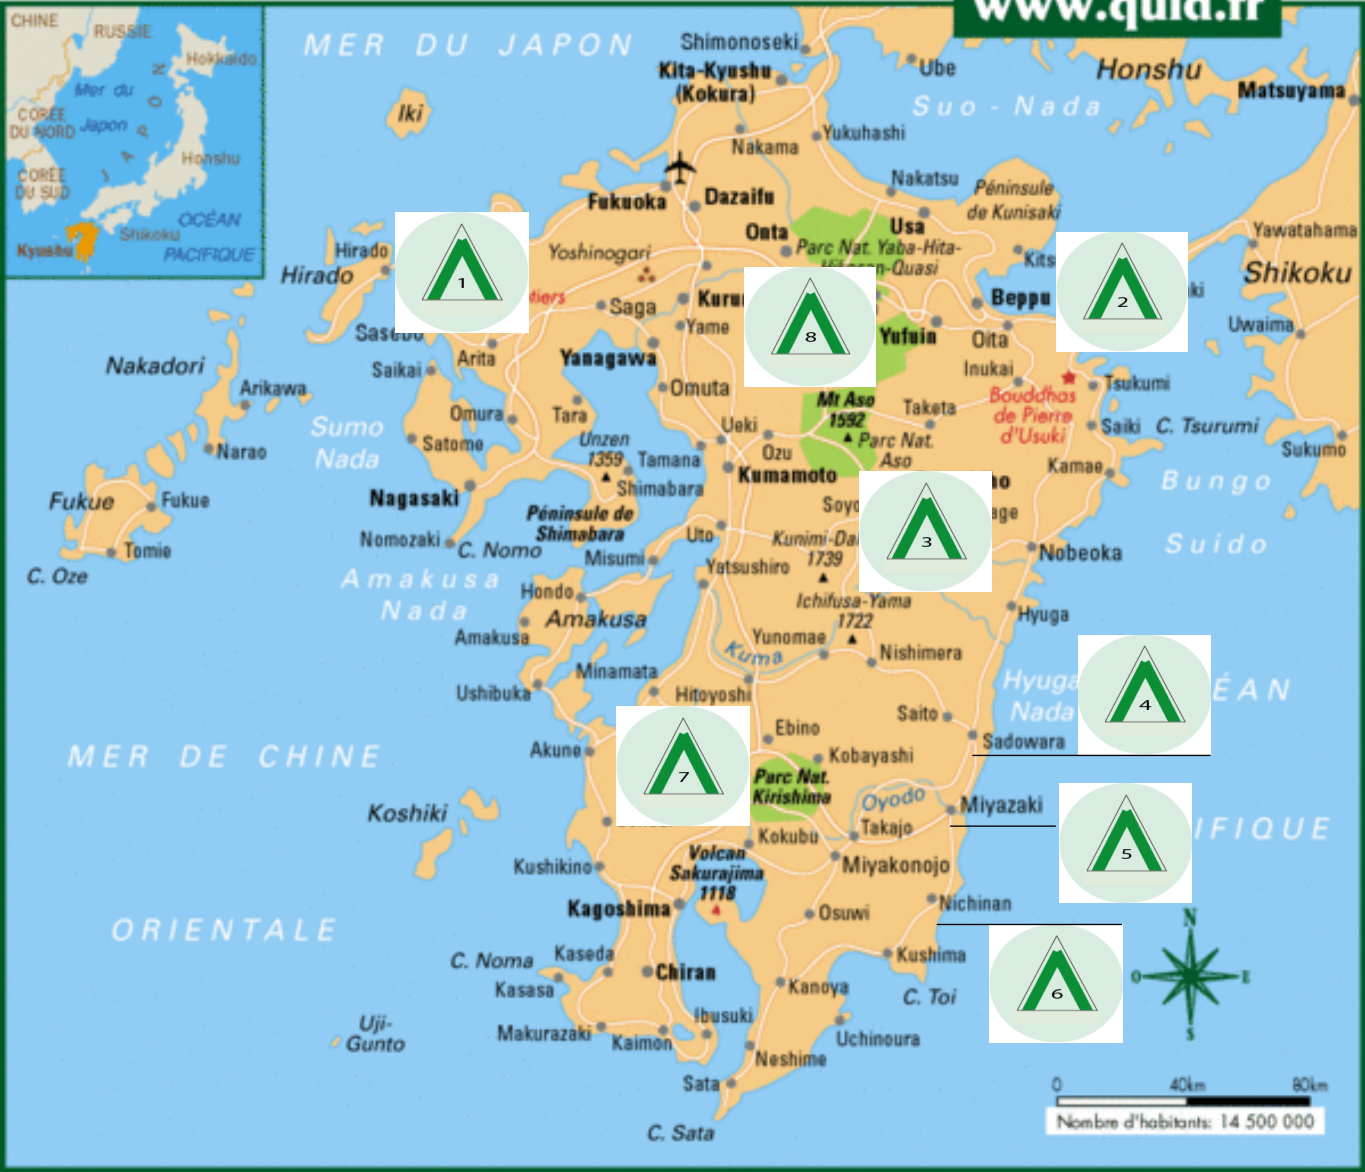 www.quid.fr
CHINE
RUSSIE
Hokkaido
Mer du
Japon
JAPON
CORÉE
DU NORD
CORÉE
DU SUD
Honshu
OCÉAN
PACIFIQUE
Shikoku
Kyushu
MER DU JAPON
Shimonoseki
Kita-Kyushu
(Kokura)
Ube
Honshu
Matsuyama
Suo-Nada
Iki
Nakama
Yukuhashi
Nakatsu
Péninsule
de Kunisaki
Fukuoka
Dazaifu
Usa
Onta
Parc Nat. Yaba-Hita-
Yawatahama
Shikoku
Hirado
Hirado
Yoshinogari
Kits
Beppu
Saga
Yame
Yufuin
Oita
Uwaima
Arita
Yanagawa
Nakadori
Saikai
Omuta
Inukai
Tsukumi
Arikawa
Mt Aso
1592
Bouddhas
de Pierre
d'Usuki
Taketa
Omura
Tara
Ueki
Saiki
C. Tsurumi
Sumo
Nada
Satome
Unzen
1359
Tamana
Ozu
Parc Nat.
Aso
Sukumo
Narao
Kumamoto
Kamae
Bungo
Suido
Fukue
Fukue
Nagasaki
Shimabara
Péninsule de
Shimabara
Soyo
Tomie
Nomozaki
C. Nomo
Uto
Kunimi-Dai
1739
Nobeoka
Misumi
Yatsushiro
C. Oze
Amakusa
Nada
Hondo
Amakusa
Ichifusa-Yama
1722
Hyuga
Amakusa
Kuma
Yunomae
Nishimera
Minamata
Ushibuka
Hitoyoshi
Hyuga
Nada
ÉAN
Saito
Sadowara
Akune
Ebino
Kobayashi
MER DE CHINE
Parc Nat.
Kirishima
Oyodo
Miyazaki
Koshiki
Kokubu
Takajo
IFIQUE
Kushikino
Volcan
Sakurajima
1118
Miyakonojo
Kagoshima
Osuwi
Nichinan
ORIENTALE
C. Noma
Kaseda
Chiran
Kushima
Kasasa
Kanoya
C. Toi
Uji-
Gunto
Makurazaki
Kaimon
Ibusuki
Uchinoura
Neshime
Sata
C. Sata
1
2
3
4
5
6
7
8
N
O
E
S
0 40km 80km
Nombre d'habitants: 14 500 000